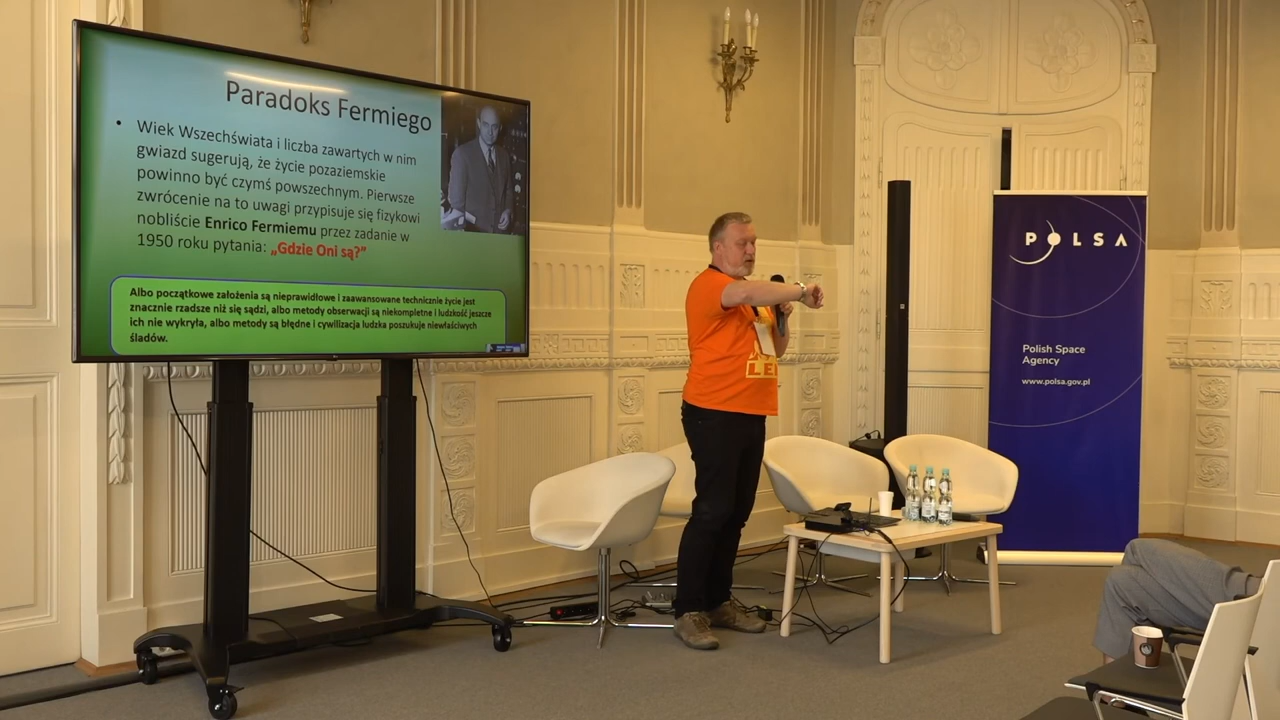 Paradoks Fermiego
• Wiek Wszechświata i liczba zawartych w nim
gwiazd sugerują, że życie pozaziemskie
powinno być czymś powszechnym. Pierwsze
zwrócenie na to uwagi przypisuje się fizykowi
nobliście Enrico Fermiemu przez zadanie w
1950 roku pytania: „Gdzie Oni są?"
Albo początkowe założenia są nieprawidłowe i zaawansowane technicznie życie jest
znacznie rzadsze niż się sądzi, albo metody obserwacji są niekompletne i ludzkość jeszcze
ich nie wykryła, albo metody są błędne i cywilizacja ludzka poszukuje niewłaściwych
śladów.
POLSA
Polish Space
Agency
www.polsa.gov.pl